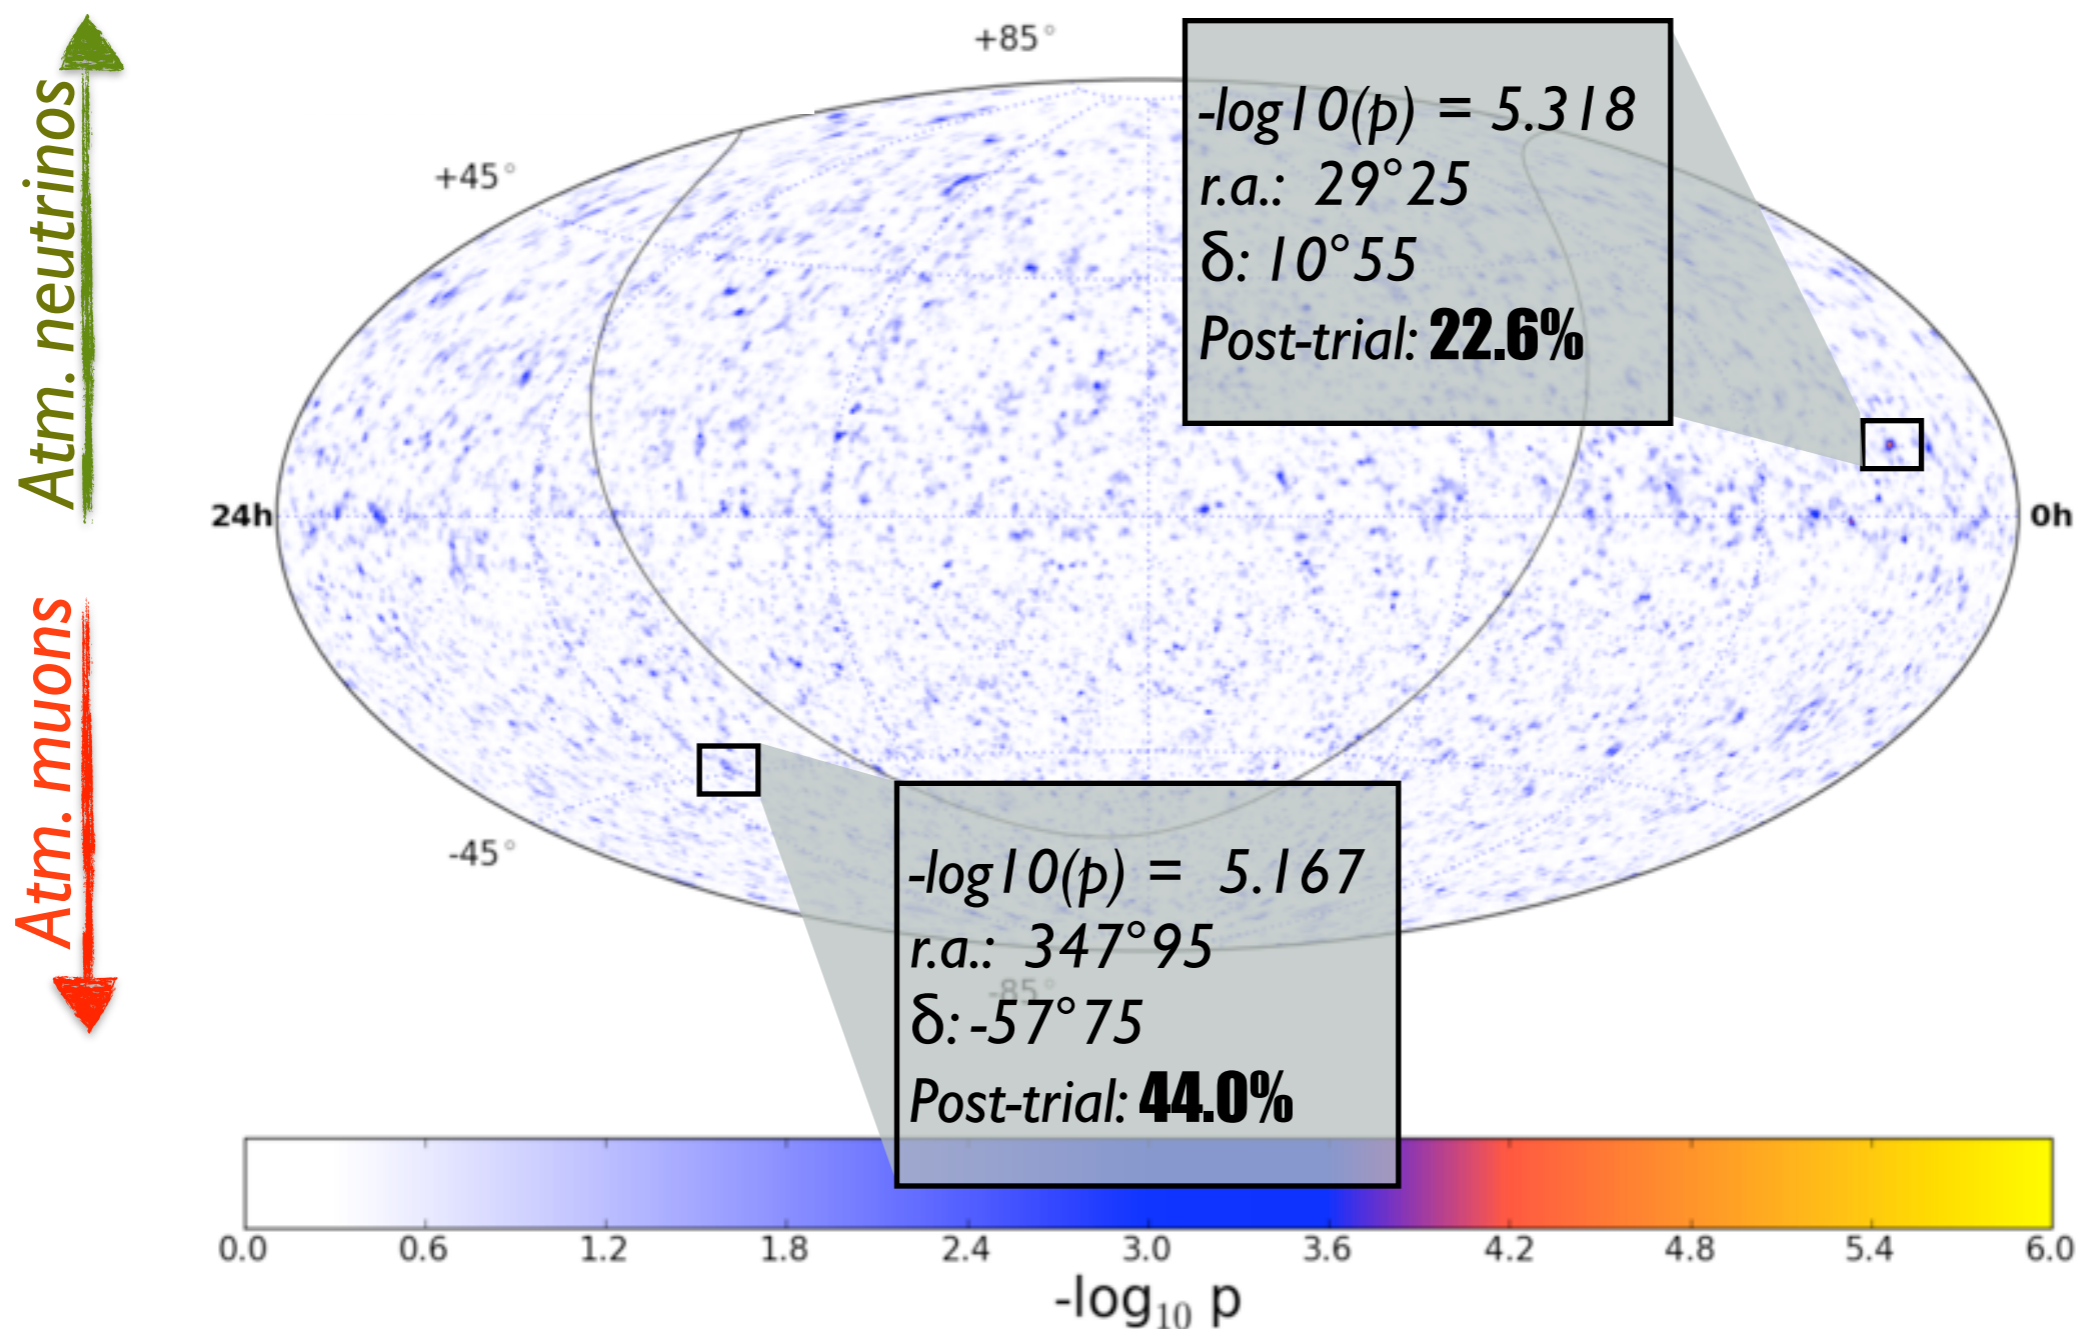 Atm. neutrinos
Atm. muons
+85°
+45°
24h
0h
-45°
-85°
-log10(p) = 5.318
r.a.: 29°25
δ: 10°55
Post-trial: 22.6%
-log10(p) = 5.167
r.a.: 347°95
δ: -57°75
Post-trial: 44.0%
0.0 0.6 1.2 1.8 2.4 3.0 3.6 4.2 4.8 5.4 6.0
-log₁₀ p